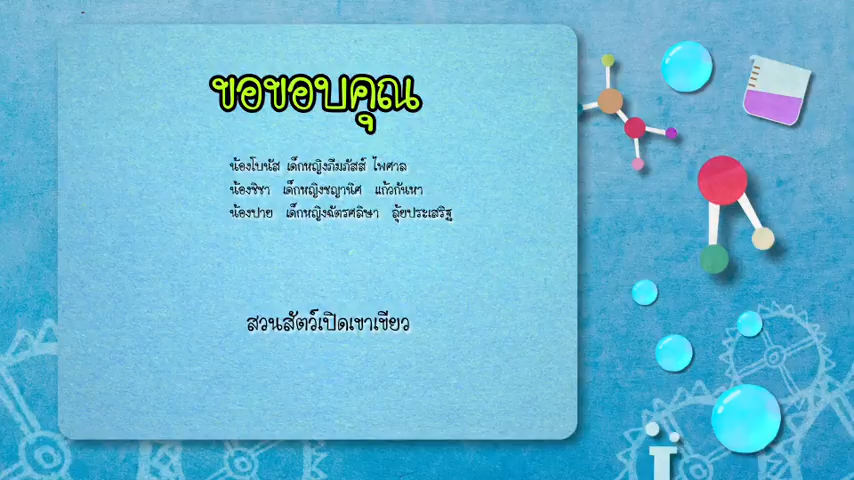 ขอขอบคุณ
น้องโบนัส เด็กหญิงภีมภัสส์ ไพศาล
น้องชิชา เด็กหญิงชญานิศ แก้วกันหา
น้องปาย เด็กหญิงฉัตรศลิษา ลุ้ยประเสริฐ
สวนสัตว์เปิดเขาเขียว